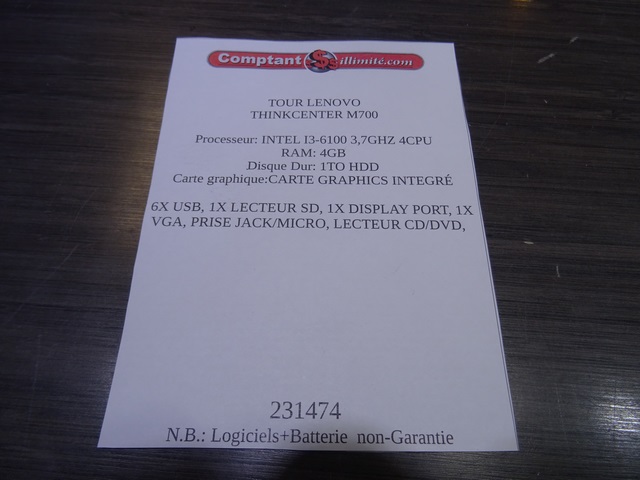 Comptant $ illimité.com
TOUR LENOVO
THINKCENTER M700
Processeur: INTEL I3-6100 3,7GHZ 4CPU
RAM: 4GB
Disque Dur: 1TO HDD
Carte graphique:CARTE GRAPHICS INTEGRÉ
6X USB, 1X LECTEUR SD, 1X DISPLAY PORT, 1X
VGA, PRISE JACK/MICRO, LECTEUR CD/DVD,
231474
N.B.: Logiciels+Batterie non-Garantie